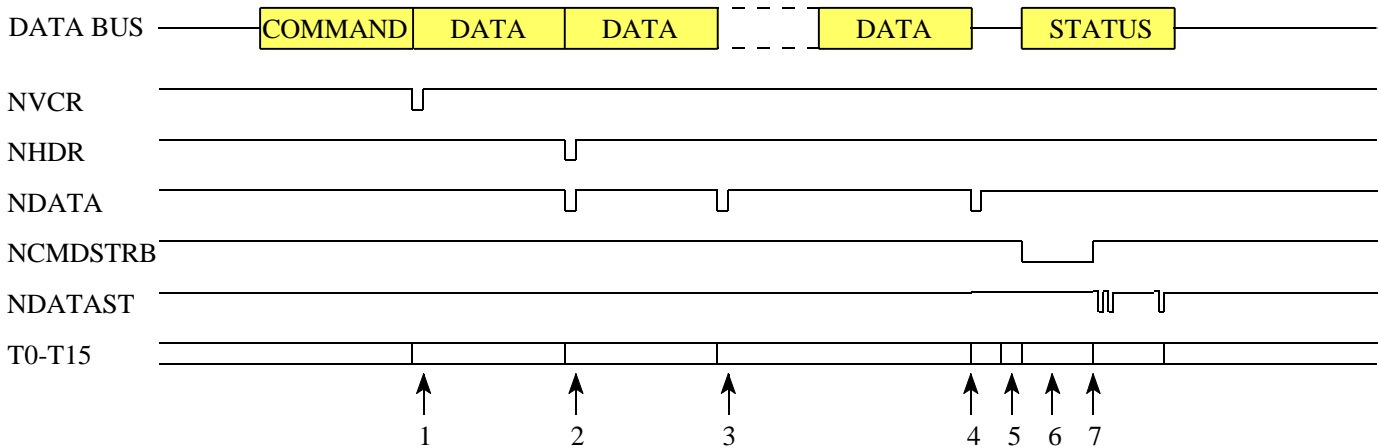 DATA BUS COMMAND DATA DATA DATA STATUS
NVCR
NHDR
NDATA
NCMDSTRB
NDATAST
T0-T15
1 2 3 4 5 6 7